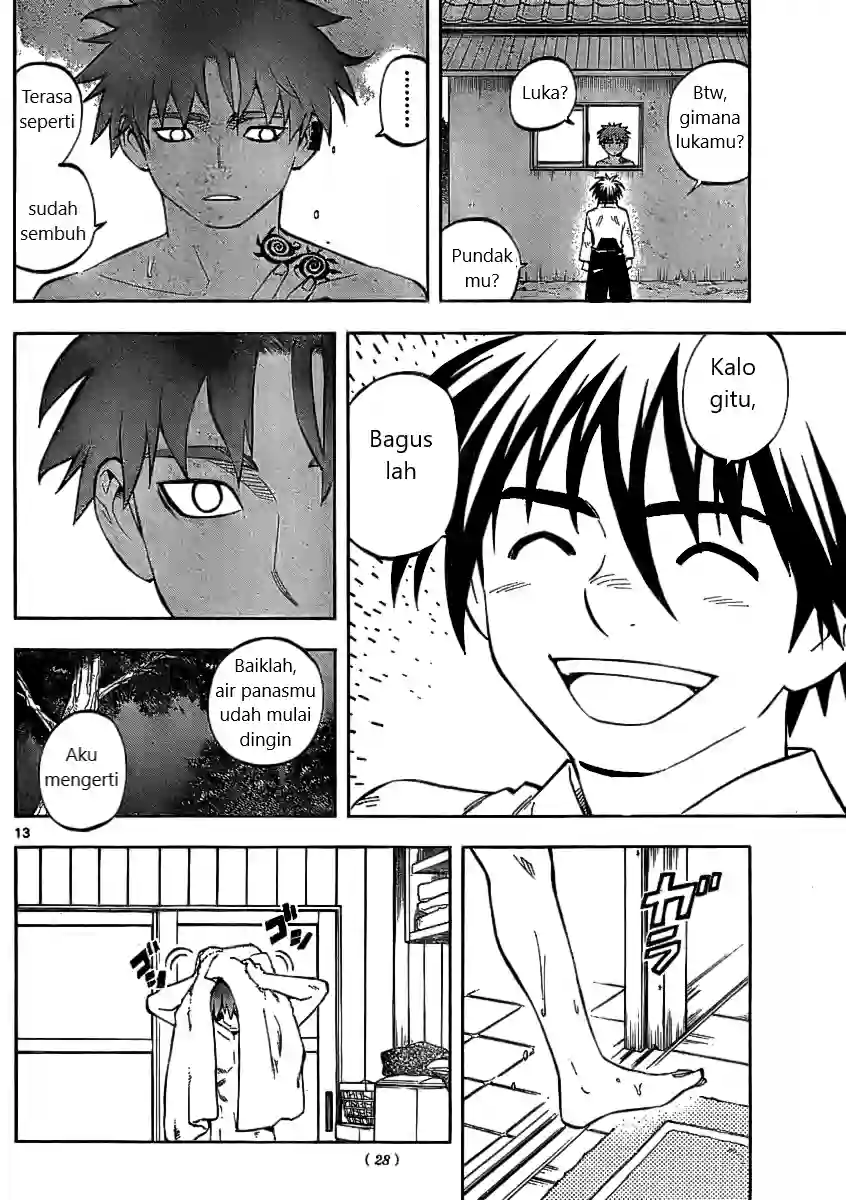 Btw,
gimana
lukamu?
Luka?
Pundak
mu?
………
Terasa
seperti
sudah
sembuh
Kalo
gitu,
Bagus
lah
Baiklah,
air panasmu
udah mulai
dingin
Aku
mengerti
13
ガラ
ゴシ
ゴシ
( 28 )